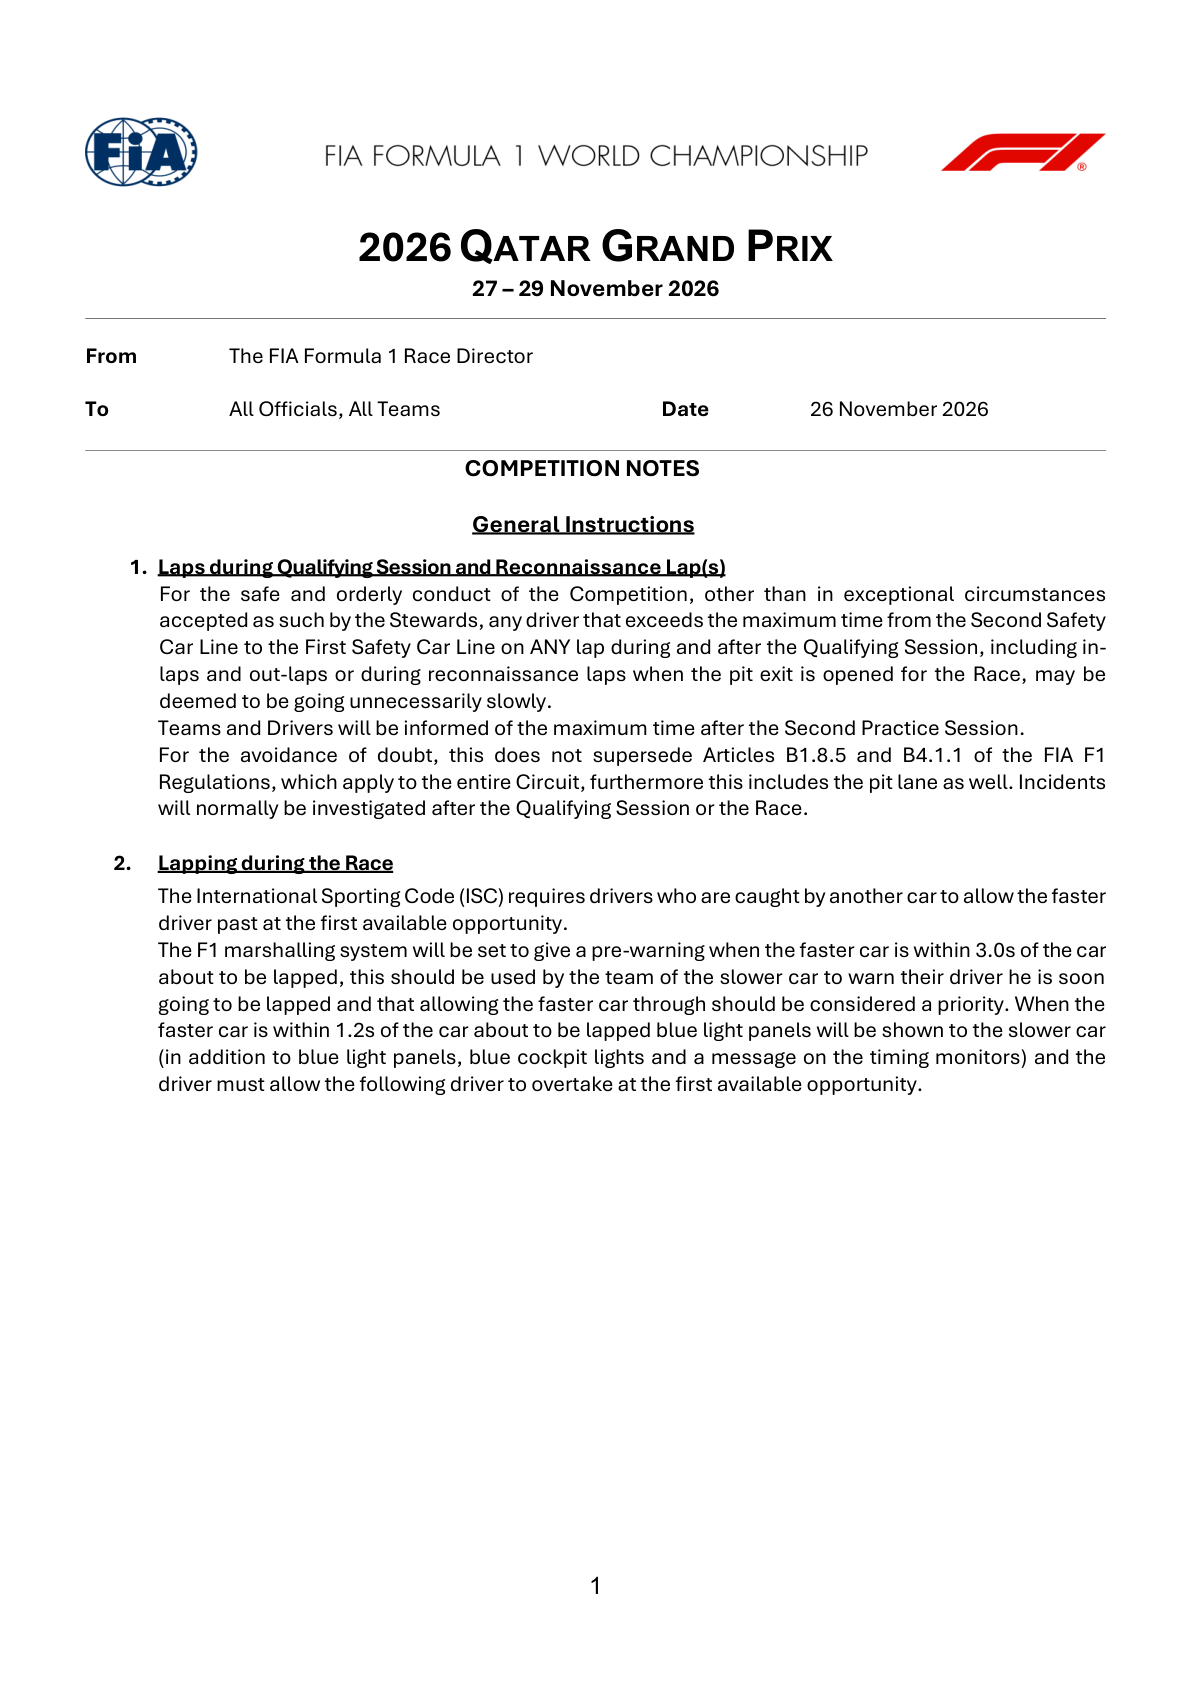 FIA
FIA FORMULA 1 WORLD CHAMPIONSHIP
F1®
2026 QATAR GRAND PRIX
27 – 29 November 2026
From The FIA Formula 1 Race Director
To All Officials, All Teams Date 26 November 2026
COMPETITION NOTES
General Instructions
1. Laps during Qualifying Session and Reconnaissance Lap(s)
For the safe and orderly conduct of the Competition, other than in exceptional circumstances
accepted as such by the Stewards, any driver that exceeds the maximum time from the Second Safety
Car Line to the First Safety Car Line on ANY lap during and after the Qualifying Session, including in-
laps and out-laps or during reconnaissance laps when the pit exit is opened for the Race, may be
deemed to be going unnecessarily slowly.
Teams and Drivers will be informed of the maximum time after the Second Practice Session.
For the avoidance of doubt, this does not supersede Articles B1.8.5 and B4.1.1 of the FIA F1
Regulations, which apply to the entire Circuit, furthermore this includes the pit lane as well. Incidents
will normally be investigated after the Qualifying Session or the Race.
2. Lapping during the Race
The International Sporting Code (ISC) requires drivers who are caught by another car to allow the faster
driver past at the first available opportunity.
The F1 marshalling system will be set to give a pre-warning when the faster car is within 3.0s of the car
about to be lapped, this should be used by the team of the slower car to warn their driver he is soon
going to be lapped and that allowing the faster car through should be considered a priority. When the
faster car is within 1.2s of the car about to be lapped blue light panels will be shown to the slower car
(in addition to blue light panels, blue cockpit lights and a message on the timing monitors) and the
driver must allow the following driver to overtake at the first available opportunity.
1